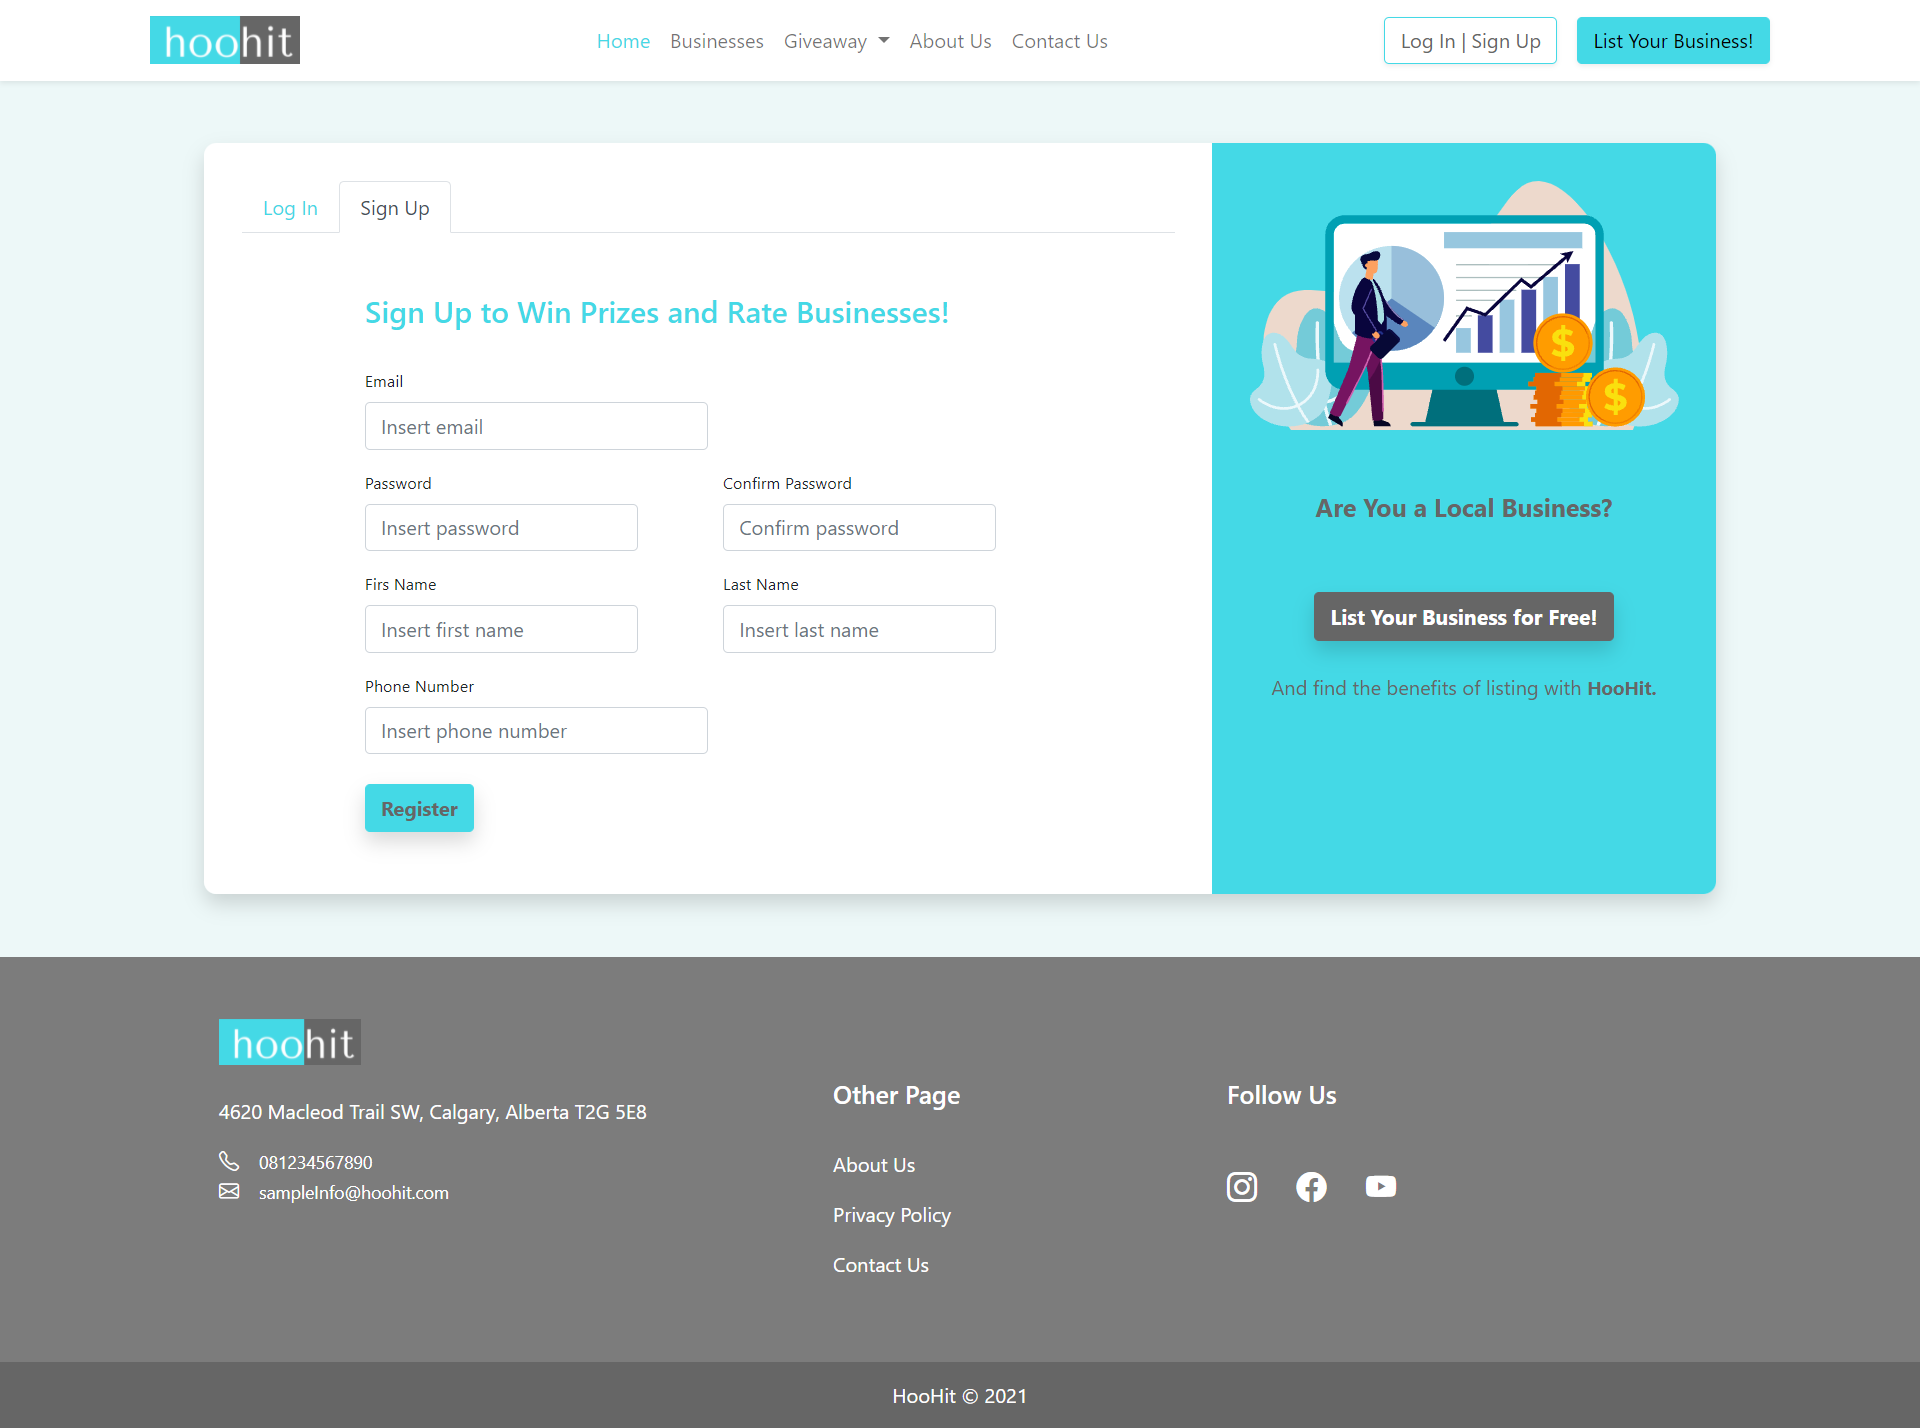 hoohit
Home Businesses Giveaway About Us Contact Us
Log In | Sign Up
List Your Business!
Log In
Sign Up
Sign Up to Win Prizes and Rate Businesses!
Email
Insert email
Password
Confirm Password
Insert password
Confirm password
Firs Name
Last Name
Insert first name
Insert last name
Phone Number
Insert phone number
Register
$
$
Are You a Local Business?
List Your Business for Free!
And find the benefits of listing with HooHit.
hoohit
4620 Macleod Trail SW, Calgary, Alberta T2G 5E8
081234567890
sampleInfo@hoohit.com
Other Page
About Us
Privacy Policy
Contact Us
Follow Us
HooHit © 2021